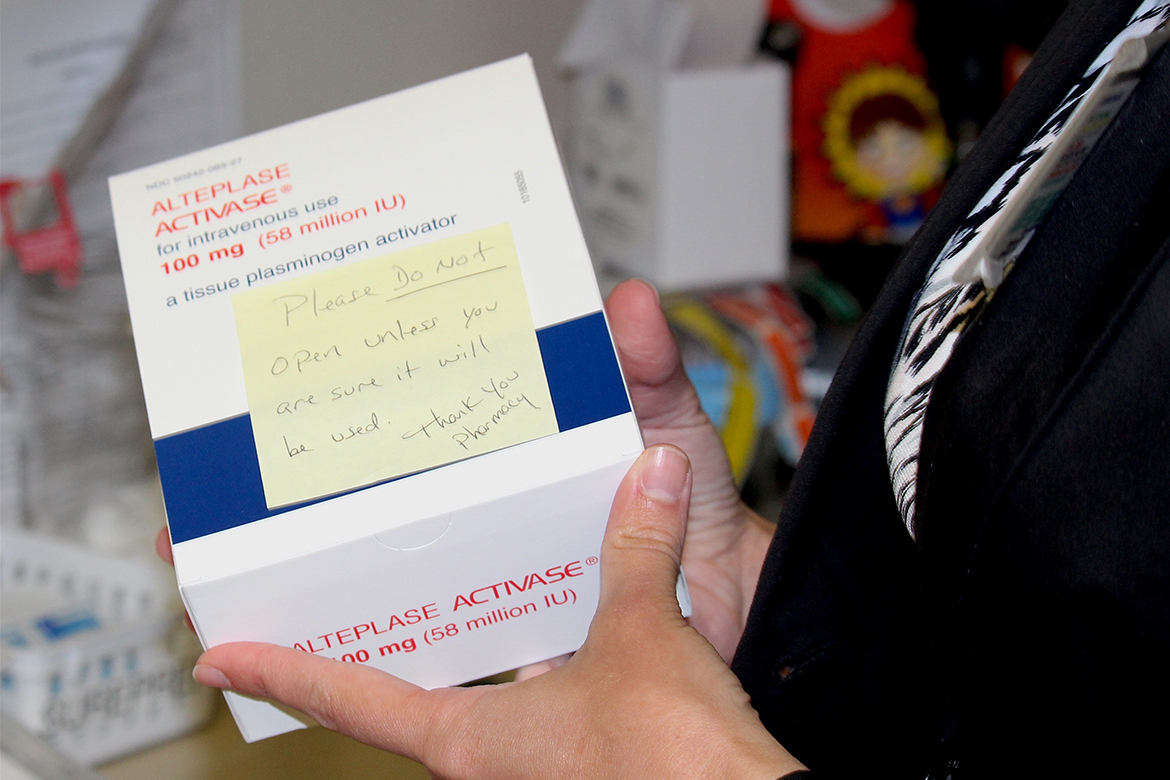 NDC 50242-085-27
ALTEPLASE
ACTIVASE®
for intravenous use
100 mg (58 million IU)
a tissue plasminogen activator
Please Do Not
open unless you
are sure it will
be used. Thank you
Pharmacy
ALTEPLASE ACTIVASE®
100 mg (58 million IU)